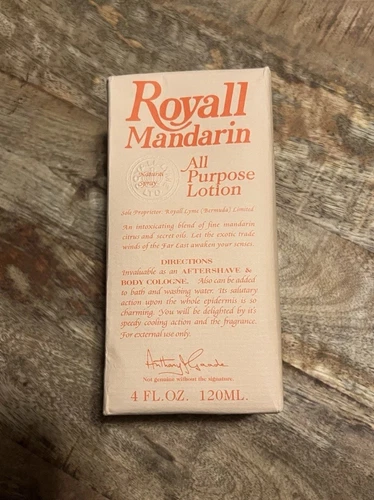 Royall
Mandarin
All
Purpose
Lotion
Natural
Spray
LTD
Sole Proprietor: Royall Lyme (Bermuda) Limited
An intoxicating blend of fine mandarin
citrus and secret oils. Let the exotic trade
winds of the Far East awaken your senses.
DIRECTIONS
Invaluable as an AFTERSHAVE &
BODY COLOGNE. Also can be added
to bath and washing water. Its salutary
action upon the whole epidermis is so
charming. You will be delighted by its
speedy cooling action and the fragrance.
For external use only.
Not genuine without the signature.
4 FL.OZ. 120ML.